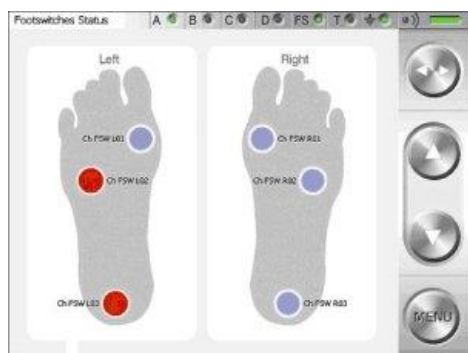 Footswitches Status A B C D FS T
Left
Right
Ch FSW L01
Ch FSW R01
Ch FSW L02
Ch FSW R02
Ch FSW L03
Ch FSW R03
MENU